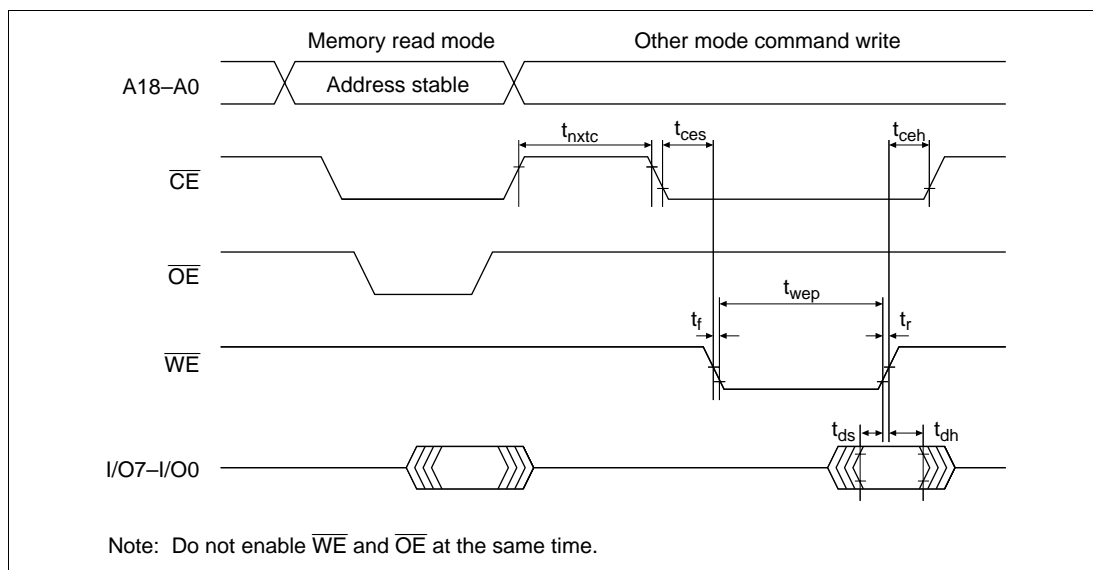 Memory read mode
Other mode command write
A18–A0
Address stable
tnxtc
tces
tceh
CE
OE
twep
tf
tr
WE
tds
tdh
I/O7–I/O0
Note: Do not enable WE and OE at the same time.